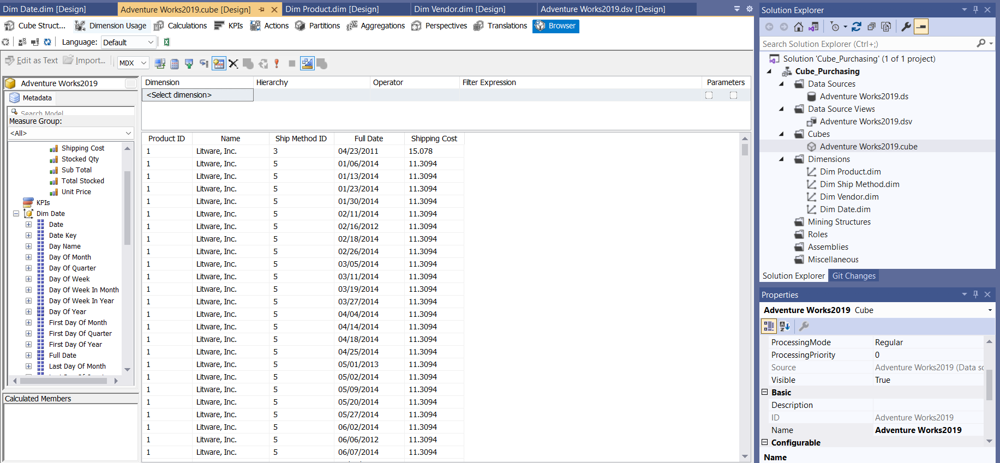 Dim Date.dim [Design]
Adventure Works2019.cube [Design]
Dim Product.dim [Design]
Dim Vendor.dim [Design]
Adventure Works2019.dsv [Design]
Cube Struct...
Dimension Usage
Calculations
KPIs
Actions
Partitions
Aggregations
Perspectives
Translations
Browser
Language:
Default
Edit as Text
Import...
MDX
Adventure Works2019
Metadata
Search Model
Measure Group:
<All>
Shipping Cost
Stocked Qty
Sub Total
Total Stocked
Unit Price
KPIs
Dim Date
Date
Date Key
Day Name
Day Of Month
Day Of Quarter
Day Of Week
Day Of Week In Month
Day Of Week In Year
Day Of Year
First Day Of Month
First Day Of Quarter
First Day Of Year
Full Date
Last Day Of Month
Calculated Members
Dimension Hierarchy Operator Filter Expression Parameters
<Select dimension>
Product ID Name Ship Method ID Full Date Shipping Cost
1 Litware, Inc. 3 04/23/2011 15.078
1 Litware, Inc. 5 01/06/2014 11.3094
1 Litware, Inc. 5 01/13/2014 11.3094
1 Litware, Inc. 5 01/23/2014 11.3094
1 Litware, Inc. 5 01/30/2014 11.3094
1 Litware, Inc. 5 02/11/2014 11.3094
1 Litware, Inc. 5 02/16/2012 11.3094
1 Litware, Inc. 5 02/18/2014 11.3094
1 Litware, Inc. 5 02/26/2014 11.3094
1 Litware, Inc. 5 03/05/2014 11.3094
1 Litware, Inc. 5 03/11/2014 11.3094
1 Litware, Inc. 5 03/19/2014 11.3094
1 Litware, Inc. 5 03/27/2014 11.3094
1 Litware, Inc. 5 04/04/2014 11.3094
1 Litware, Inc. 5 04/14/2014 11.3094
1 Litware, Inc. 5 04/18/2014 11.3094
1 Litware, Inc. 5 04/25/2014 11.3094
1 Litware, Inc. 5 05/01/2013 11.3094
1 Litware, Inc. 5 05/02/2014 11.3094
1 Litware, Inc. 5 05/09/2014 11.3094
1 Litware, Inc. 5 05/20/2014 11.3094
1 Litware, Inc. 5 05/27/2014 11.3094
1 Litware, Inc. 5 06/02/2014 11.3094
1 Litware, Inc. 5 06/06/2012 11.3094
1 Litware, Inc. 5 06/07/2014 11.3094
Solution Explorer
Search Solution Explorer (Ctrl+;)
Solution 'Cube_Purchasing' (1 of 1 project)
Cube_Purchasing
Data Sources
Adventure Works2019.ds
Data Source Views
Adventure Works2019.dsv
Cubes
Adventure Works2019.cube
Dimensions
Dim Product.dim
Dim Ship Method.dim
Dim Vendor.dim
Dim Date.dim
Mining Structures
Roles
Assemblies
Miscellaneous
Solution Explorer
Git Changes
Properties
Adventure Works2019 Cube
ProcessingMode Regular
ProcessingPriority 0
Source Adventure Works2019 (Data so
Visible True
Basic
Description
ID Adventure Works2019
Name Adventure Works2019
Configurable
Name